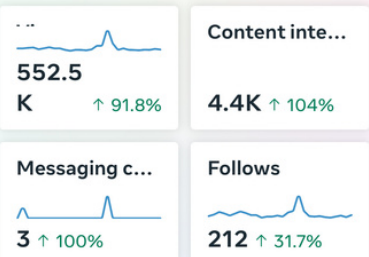 Content inte...
552.5
K ↑ 91.8%
4.4K ↑ 104%
Messaging c...
Follows
3 ↑ 100%
212 ↑ 31.7%